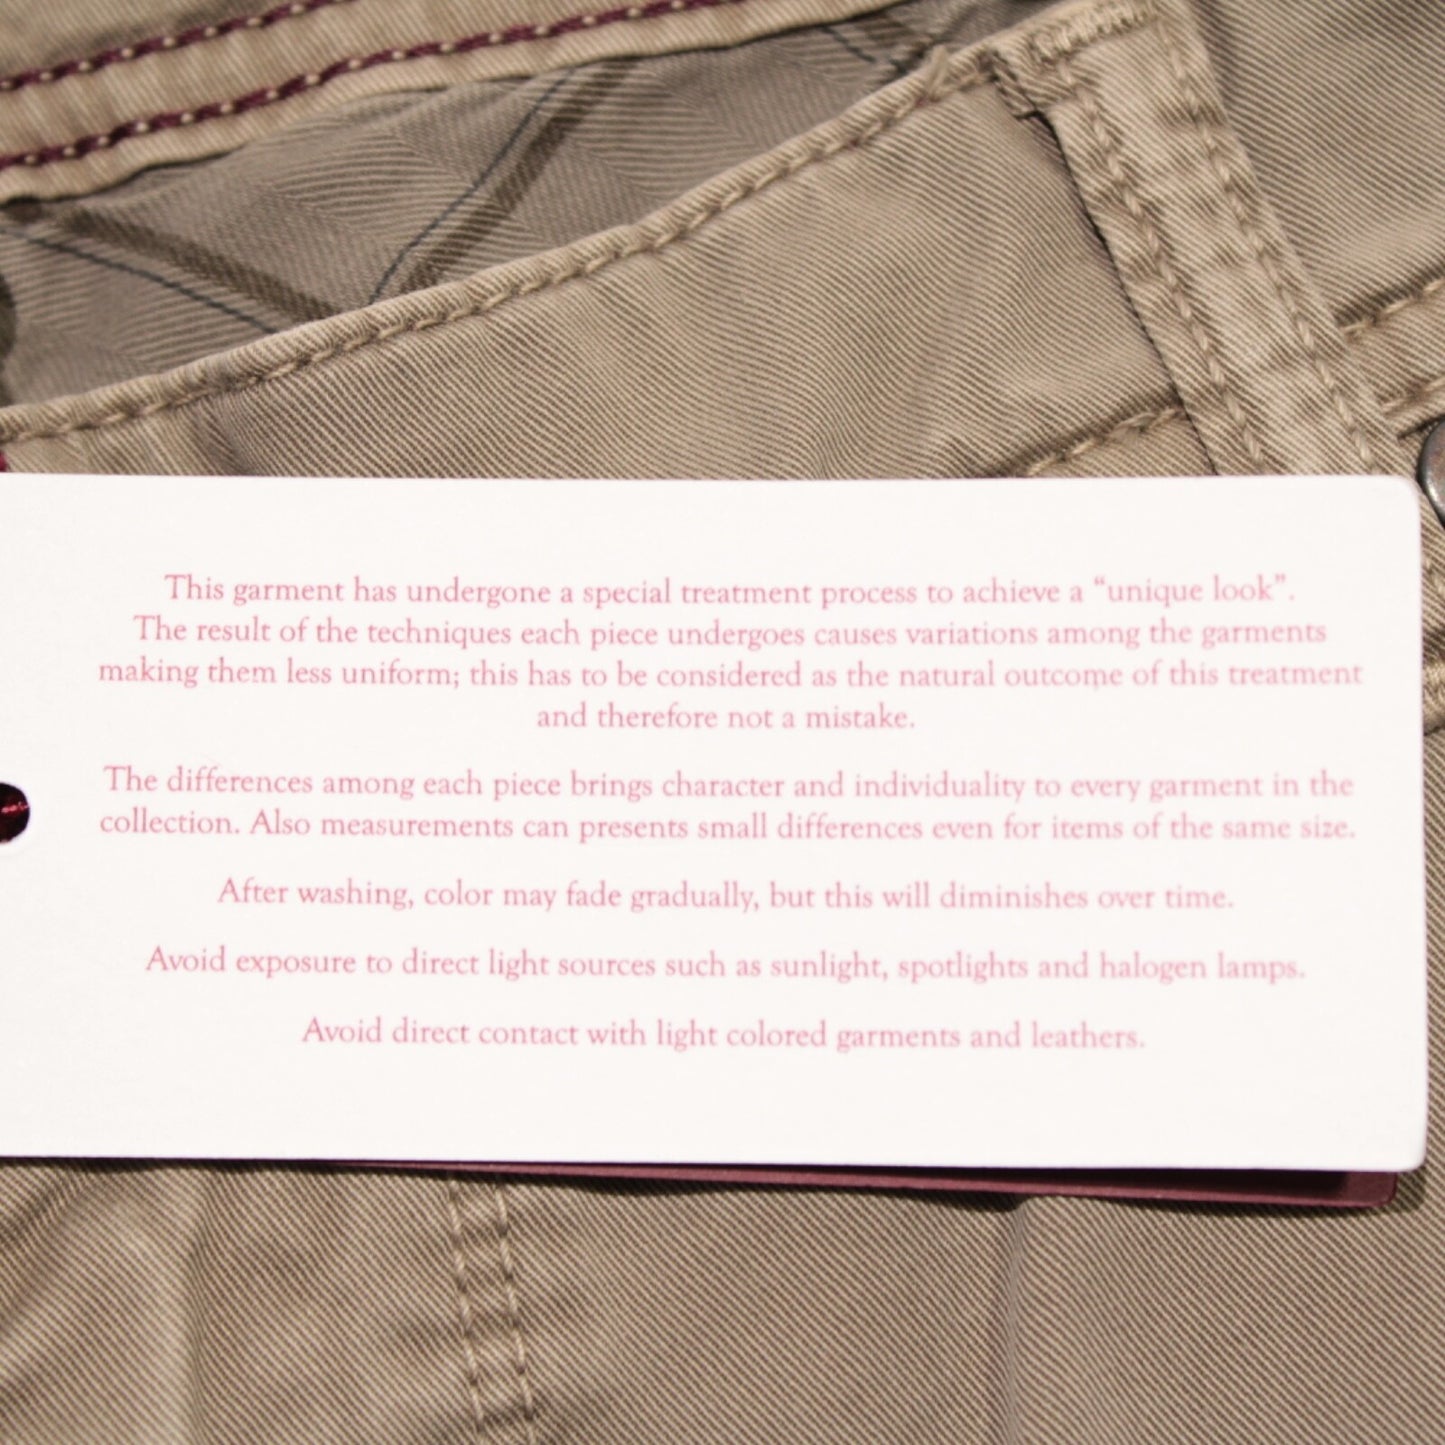 This garment has undergone a special treatment process to achieve a “unique look”.
The result of the techniques each piece undergoes causes variations among the garments
making them less uniform; this has to be considered as the natural outcome of this treatment
and therefore not a mistake.
The differences among each piece brings character and individuality to every garment in the
collection. Also measurements can presents small differences even for items of the same size.
After washing, color may fade gradually, but this will diminishes over time.
Avoid exposure to direct light sources such as sunlight, spotlights and halogen lamps.
Avoid direct contact with light colored garments and leathers.